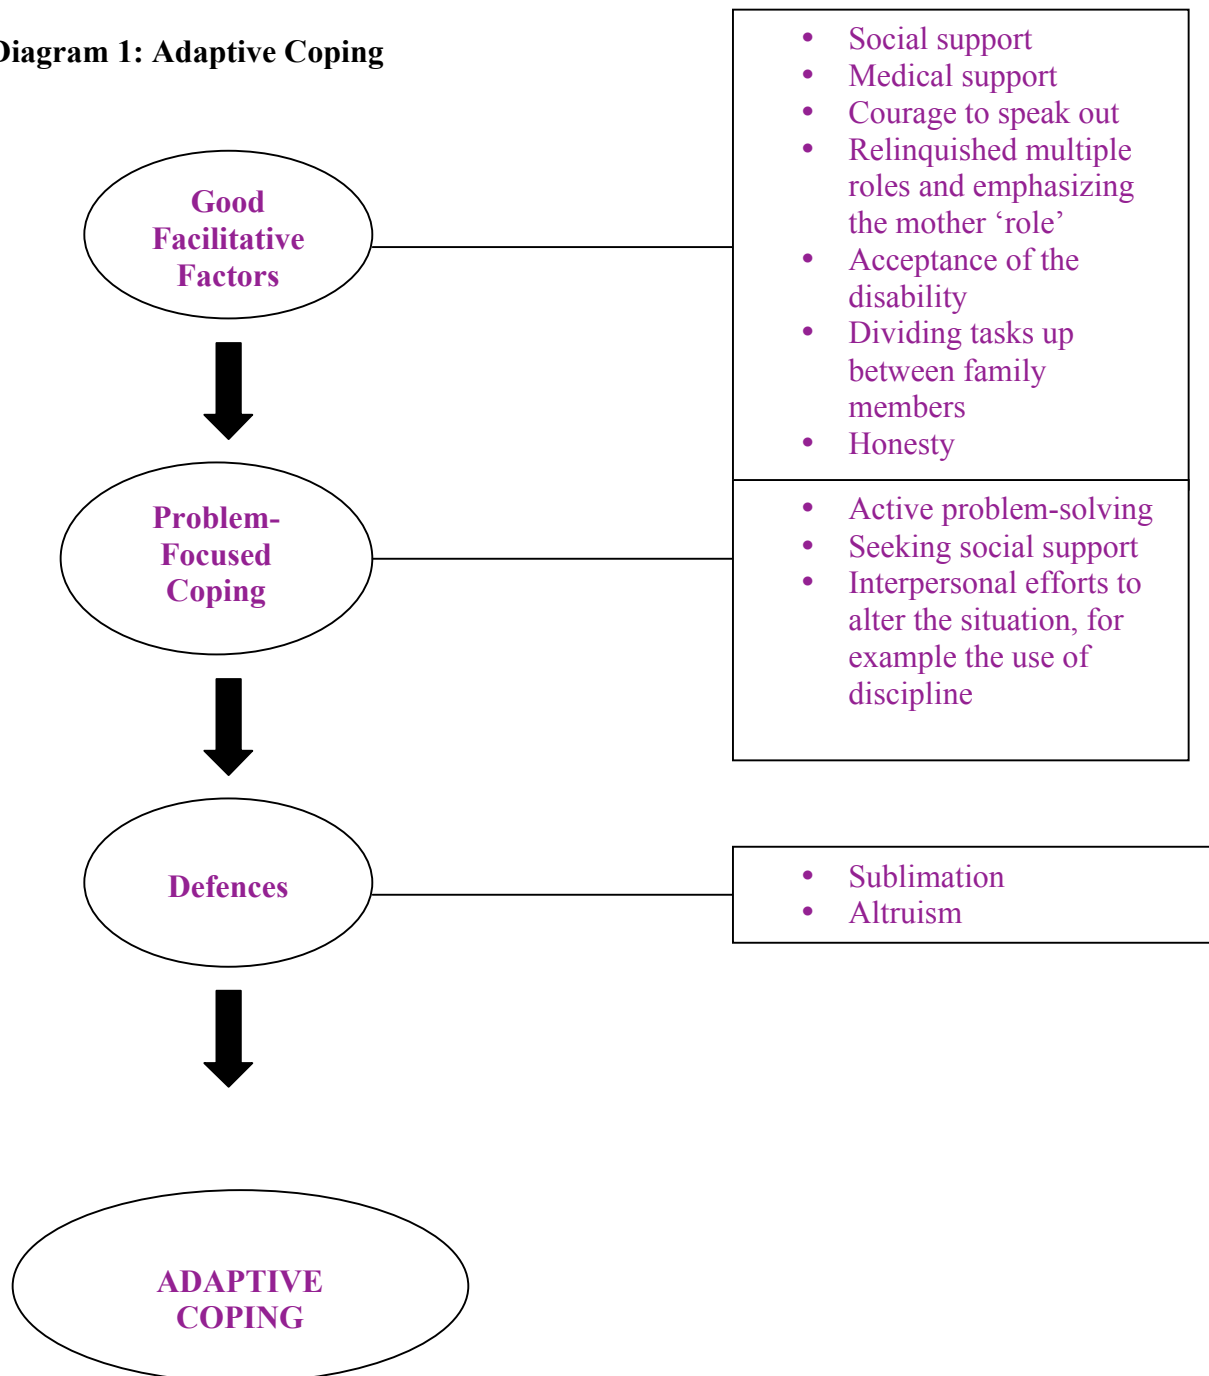 Diagram 1: Adaptive Coping
Good
Facilitative
Factors
• Social support
• Medical support
• Courage to speak out
• Relinquished multiple
roles and emphasizing
the mother ‘role’
• Acceptance of the
disability
• Dividing tasks up
between family
members
• Honesty
Problem-
Focused
Coping
• Active problem-solving
• Seeking social support
• Interpersonal efforts to
alter the situation, for
example the use of
discipline
Defences
• Sublimation
• Altruism
ADAPTIVE
COPING